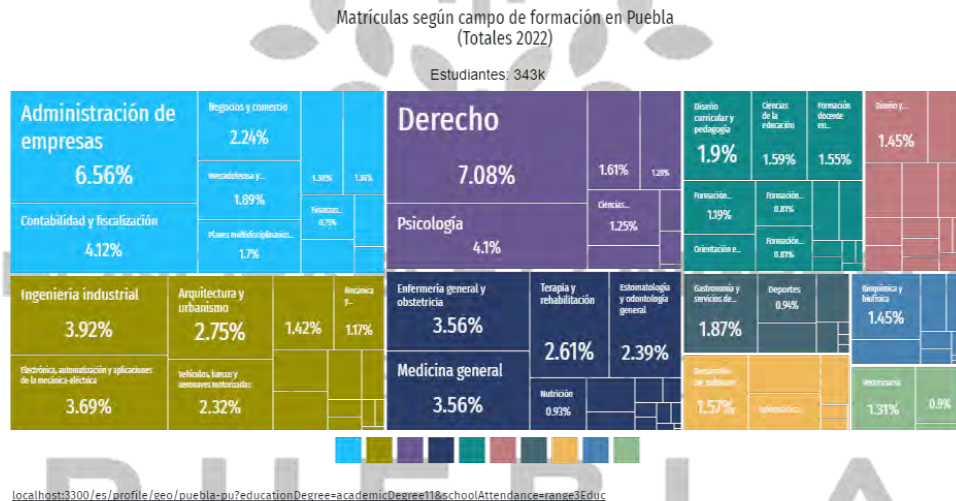 Matrículas según campo de formación en Puebla
(Totales 2022)
Estudiantes: 343k
Administración de
empresas
6.56%
Negocios y comercio
2.24%
Contabilidad y fiscalización
4.12%
Mercadotecnia y...
1.89%
Planes multidisciplinarios...
1.7%
1.38%
Finanzas...
0.75%
Derecho
7.08%
1.61%
1.28%
Psicología
4.1%
Ciencias...
1.25%
Diseño
curricular y
pedagogía
1.9%
Ciencias
de la
educación
1.59%
Formación
docente
en...
1.55%
Formación...
1.19%
Formación...
0.87%
Orientación e...
Formación...
0.87%
Diseño y...
1.45%
Ingeniería industrial
3.92%
Arquitectura y
urbanismo
2.75%
1.42%
Mecánica
y...
1.17%
Electrónica, automatización y aplicaciones
de la mecánica-eléctrica
3.69%
Vehículos, barcos y
aeronaves motorizadas
2.32%
Enfermería general y
obstetricia
3.56%
Terapia y
rehabilitación
2.61%
Estomatología
y odontología
general
2.39%
Medicina general
3.56%
Nutrición
0.93%
Gastronomía y
servicios de...
1.87%
Deportes
0.94%
Bioquímica y
biofísica
1.45%
Desarrollo
de software
1.57%
Informática...
Veterinaria
1.31%
0.9%
PUEBLA
localhost:3300/es/profile/geo/puebla-pu?educationDegree=academicDegree11&schoolAttendance=range3Educ